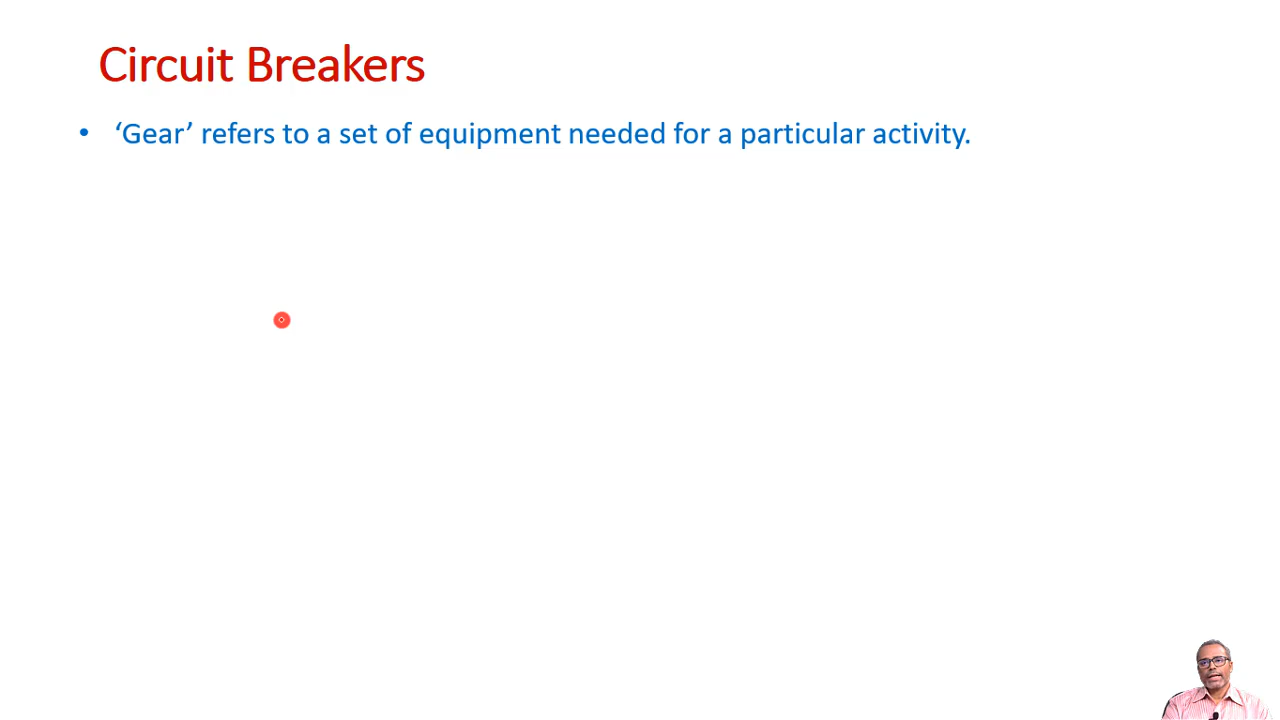 Circuit Breakers
• ‘Gear’ refers to a set of equipment needed for a particular activity.